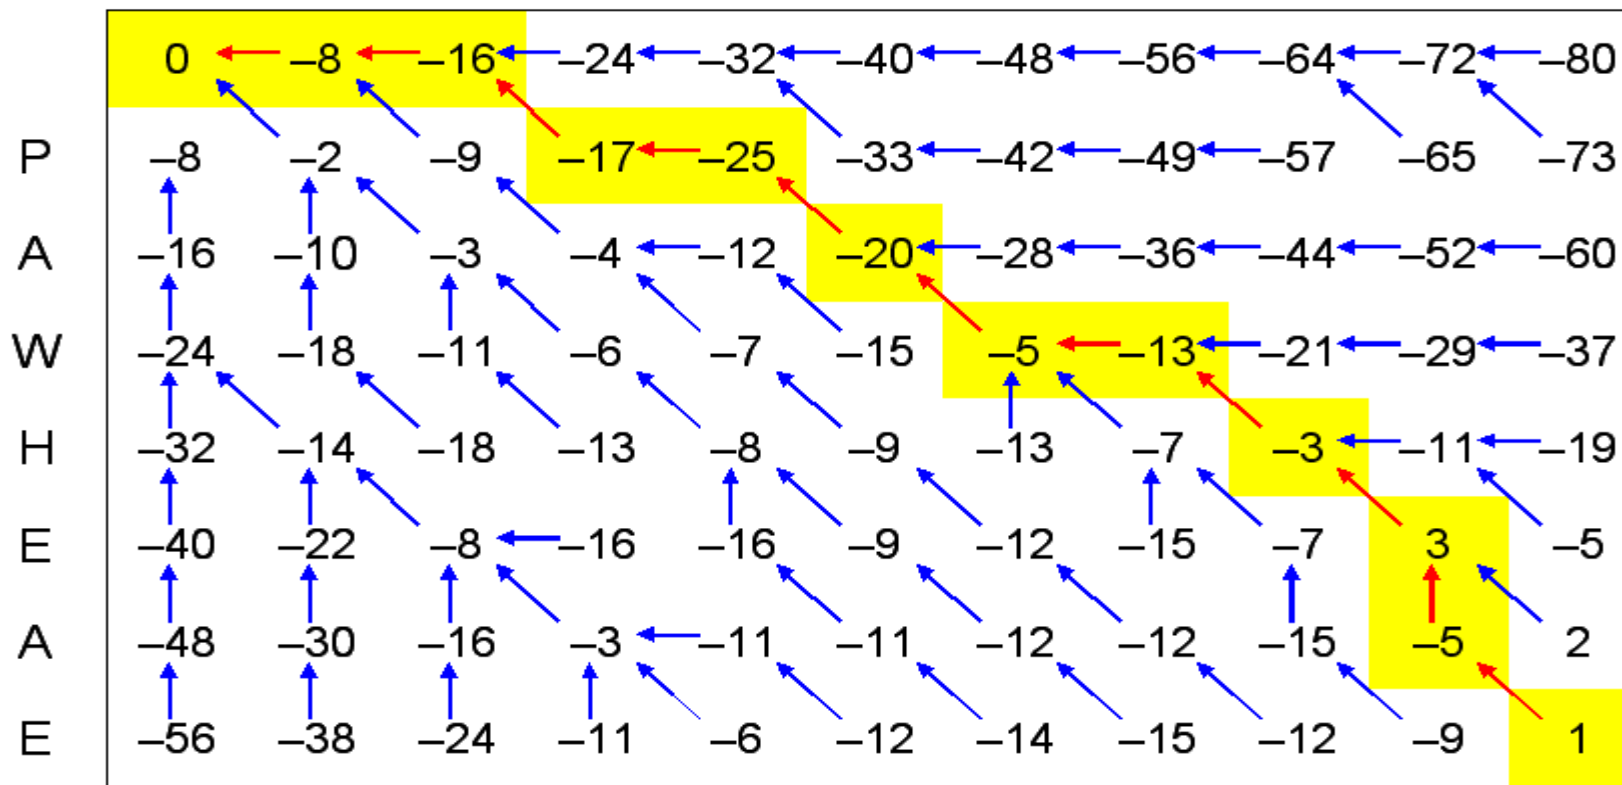 0 –8 –16 –24 –32 –40 –48 –56 –64 –72 –80
P –8 –2 –9 –17 –25 –33 –42 –49 –57 –65 –73
A –16 –10 –3 –4 –12 –20 –28 –36 –44 –52 –60
W –24 –18 –11 –6 –7 –15 –5 –13 –21 –29 –37
H –32 –14 –18 –13 –8 –9 –13 –7 –3 –11 –19
E –40 –22 –8 –16 –16 –9 –12 –15 –7 3 –5
A –48 –30 –16 –3 –11 –11 –12 –12 –15 –5 2
E –56 –38 –24 –11 –6 –12 –14 –15 –12 –9 1